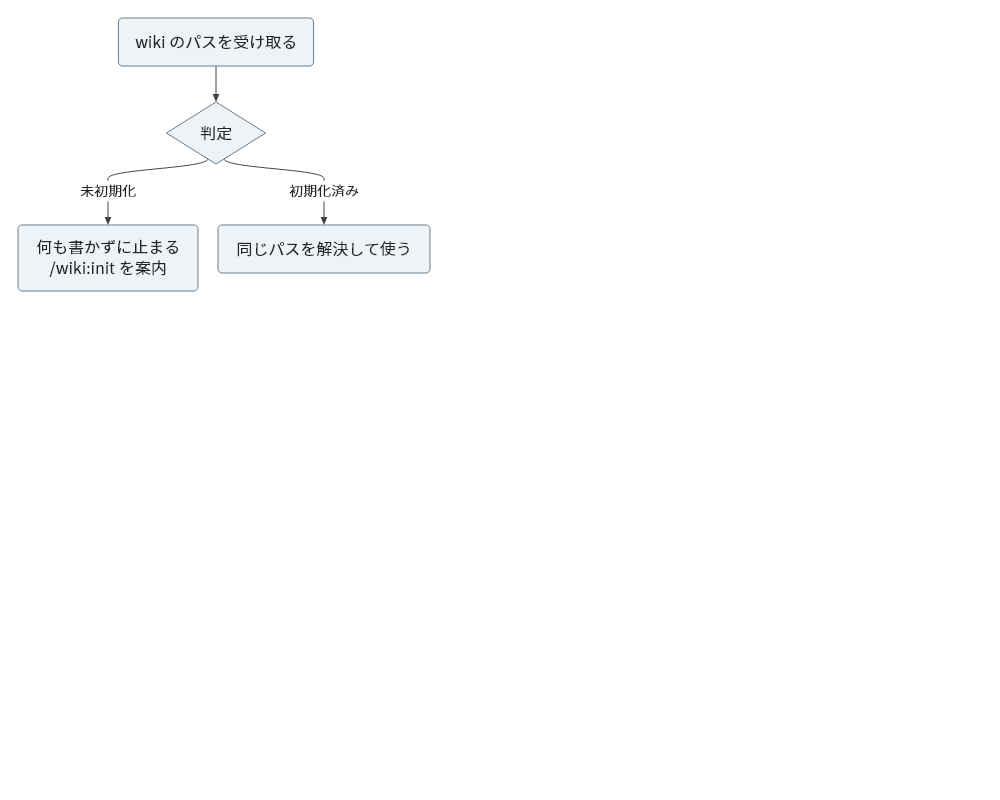 wiki のパスを受け取る
判定
未初期化
初期化済み
何も書かずに止まる
/wiki:init を案内
同じパスを解決して使う